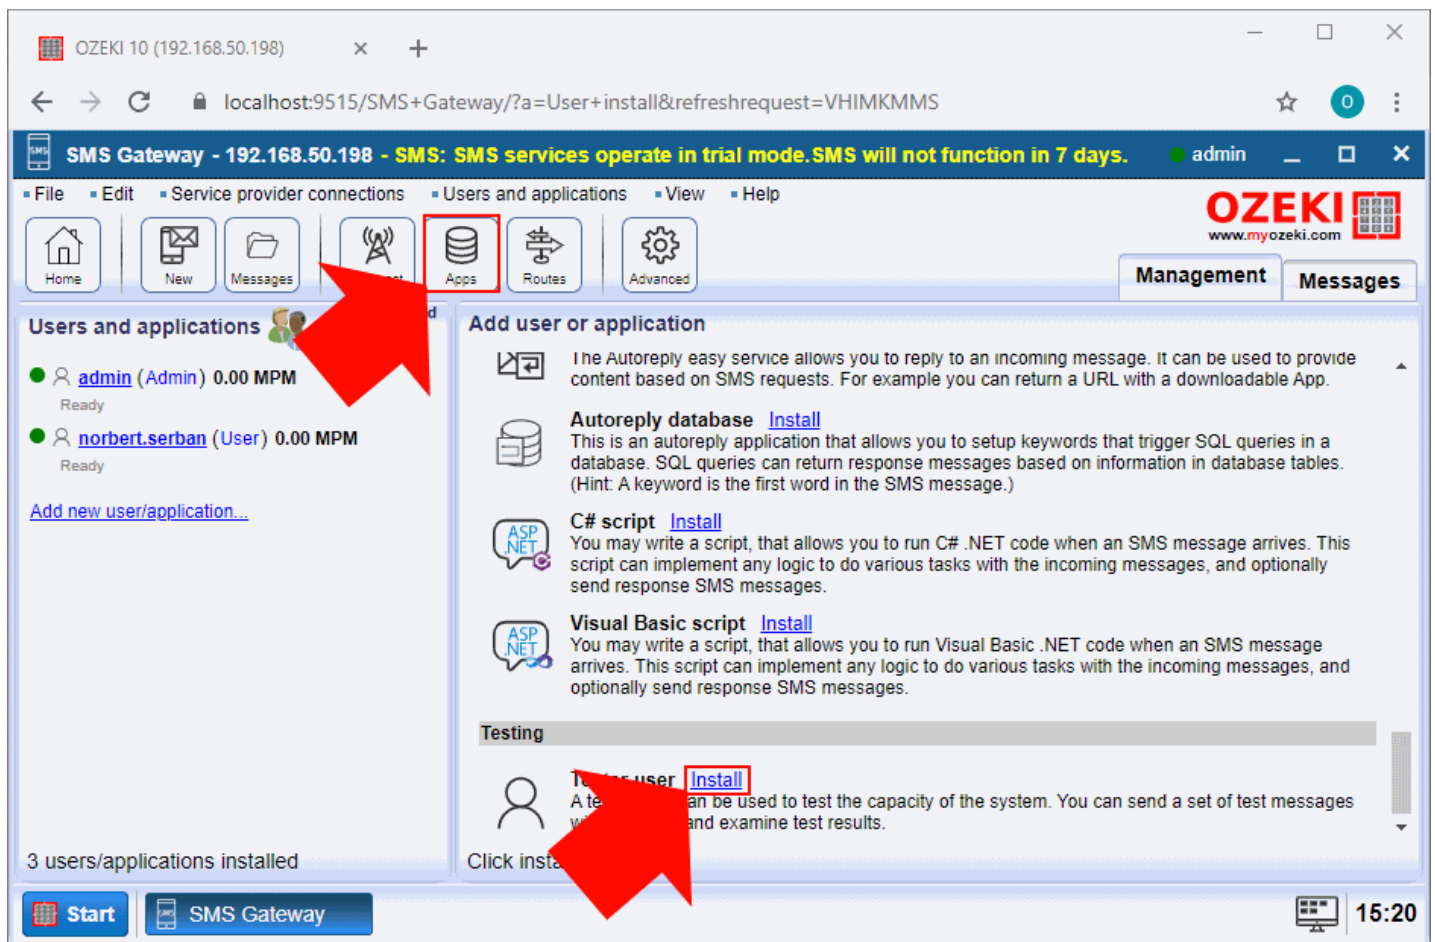 OZEKI 10 (192.168.50.198)
localhost:9515/SMS+Gateway/?a=User+install&refreshrequest=VHIMKMMS
O
SMS Gateway - 192.168.50.198 - SMS: SMS services operate in trial mode.SMS will not function in 7 days.
admin
File Edit Service provider connections Users and applications View Help
OZEKI
www.myozeki.com
Home New Messages Apps Routes Advanced
Management Messages
Users and applications
Add user or application
admin (Admin) 0.00 MPM
Ready
norbert.serban (User) 0.00 MPM
Ready
Add new user/application...
3 users/applications installed
The Autoreply easy service allows you to reply to an incoming message. It can be used to provide
content based on SMS requests. For example you can return a URL with a downloadable App.
Autoreply database Install
This is an autoreply application that allows you to setup keywords that trigger SQL queries in a
database. SQL queries can return response messages based on information in database tables.
(Hint: A keyword is the first word in the SMS message.)
ASP
.NET
C# script Install
You may write a script, that allows you to run C# .NET code when an SMS message arrives. This
script can implement any logic to do various tasks with the incoming messages, and optionally
send response SMS messages.
ASP
.NET
Visual Basic script Install
You may write a script, that allows you to run Visual Basic .NET code when an SMS message
arrives. This script can implement any logic to do various tasks with the incoming messages, and
optionally send response SMS messages.
Testing
user Install
A be used to test the capacity of the system. You can send a set of test messages
and examine test results.
Click
Start
SMS Gateway
15:20